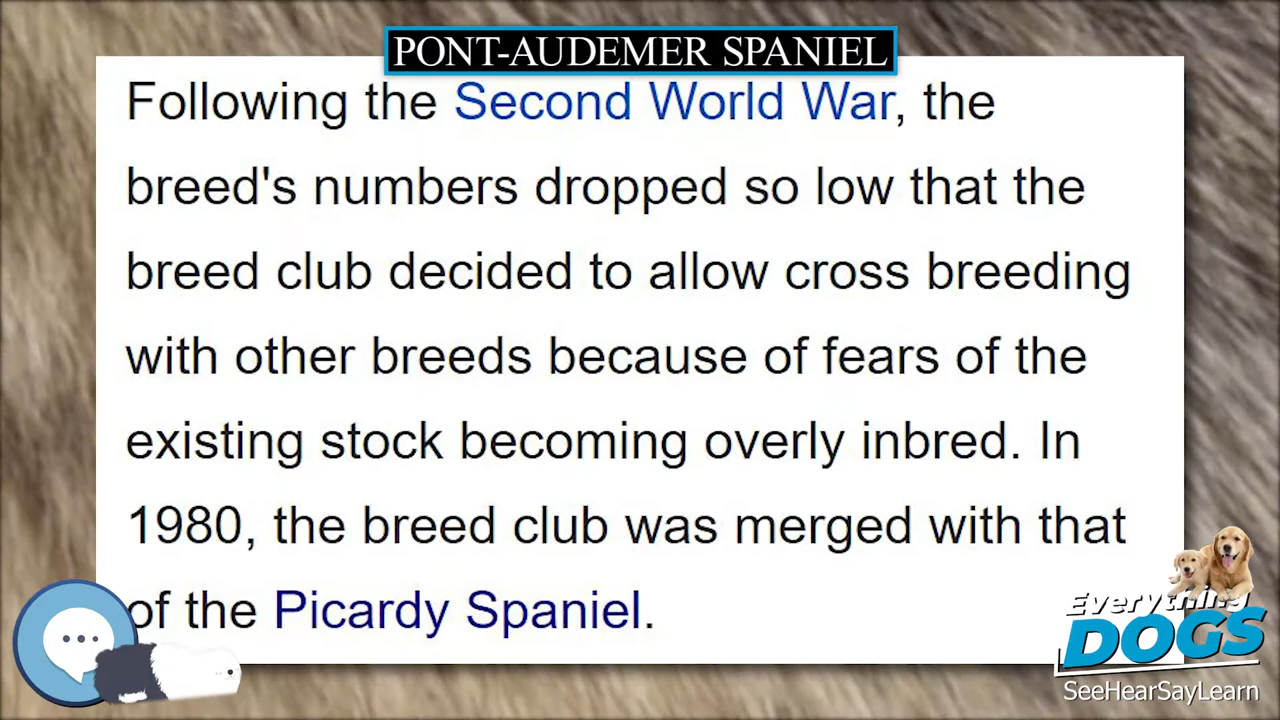 PONT-AUDEMER SPANIEL
Following the Second World War, the
breed's numbers dropped so low that the
breed club decided to allow cross breeding
with other breeds because of fears of the
existing stock becoming overly inbred. In
1980, the breed club was merged with that
of the Picardy Spaniel.
Everything
DOGS
SeeHearSayLearn